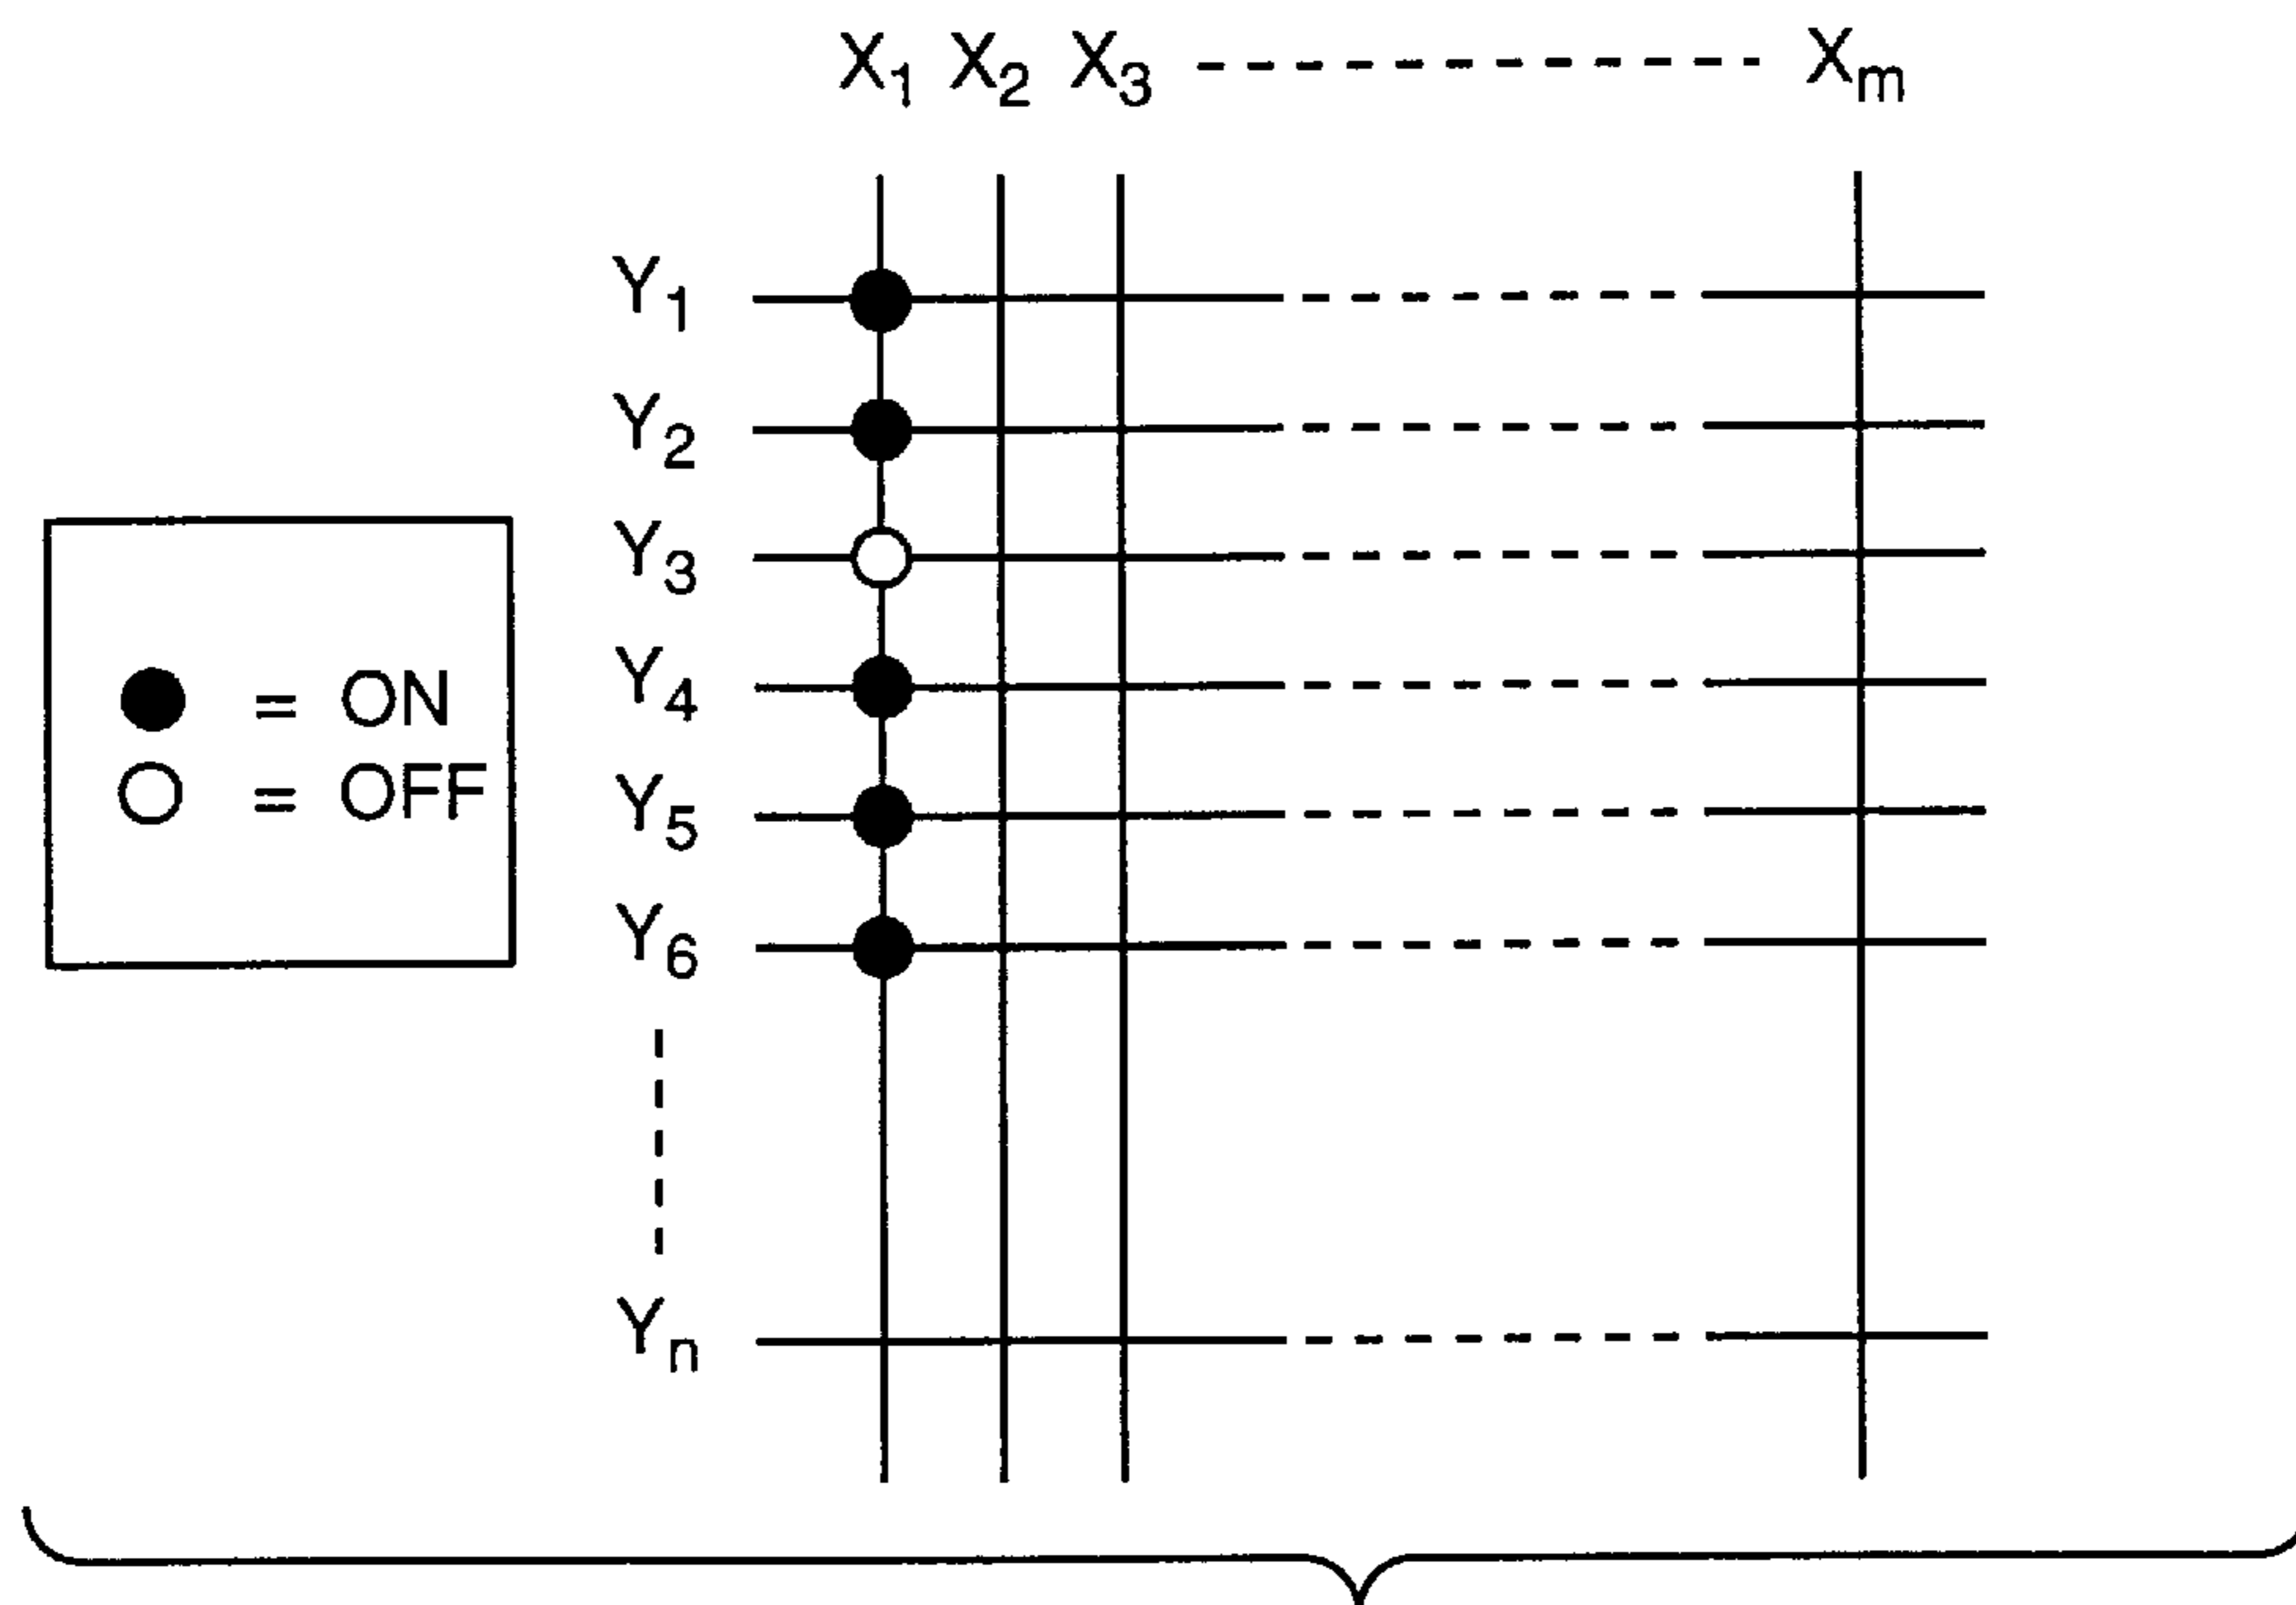 X1 X2 X3 Xm
Y1
Y2
Y3
Y4
Y5
Y6
Yn
= ON
= OFF